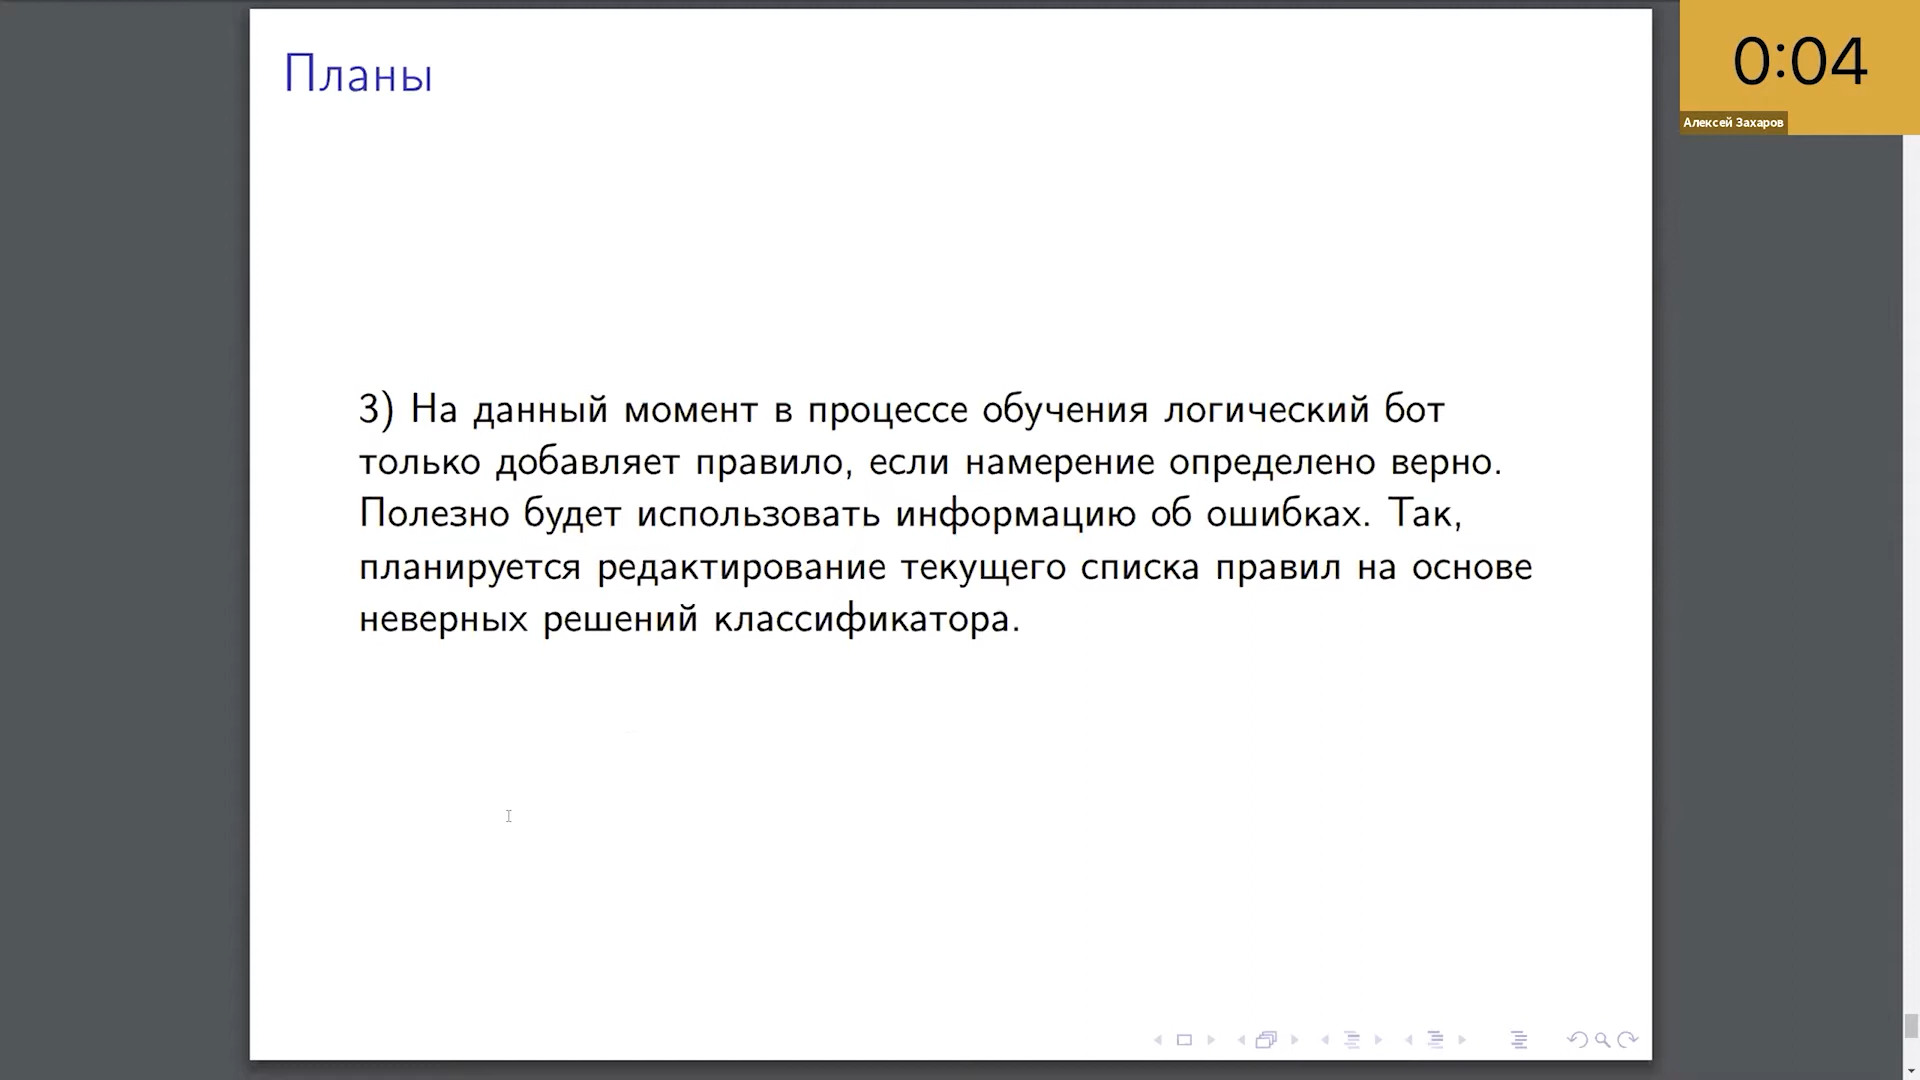 Планы
0:04
Алексей Захаров
3) На данный момент в процессе обучения логический бот
только добавляет правило, если намерение определено верно.
Полезно будет использовать информацию об ошибках. Так,
планируется редактирование текущего списка правил на основе
неверных решений классификатора.